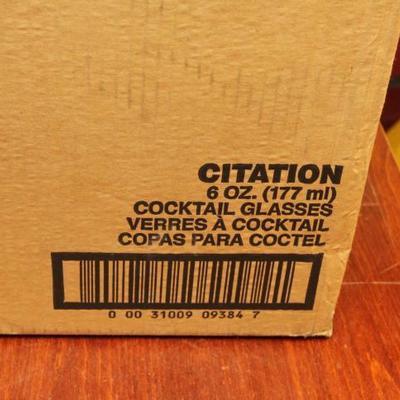 CITATION
6 OZ. (177 ml)
COCKTAIL GLASSES
VERRES À COCKTAIL
COPAS PARA COCTEL
0 00 31009 09384 7